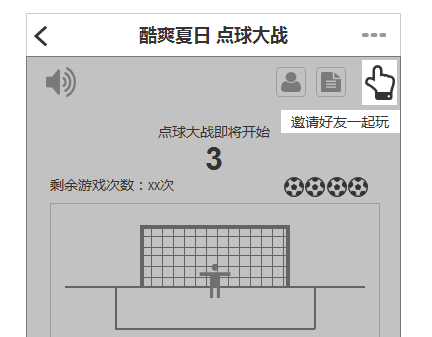 酷爽夏日 点球大战
邀请好友一起玩
点球大战即将开始
3
剩余游戏次数：xx次